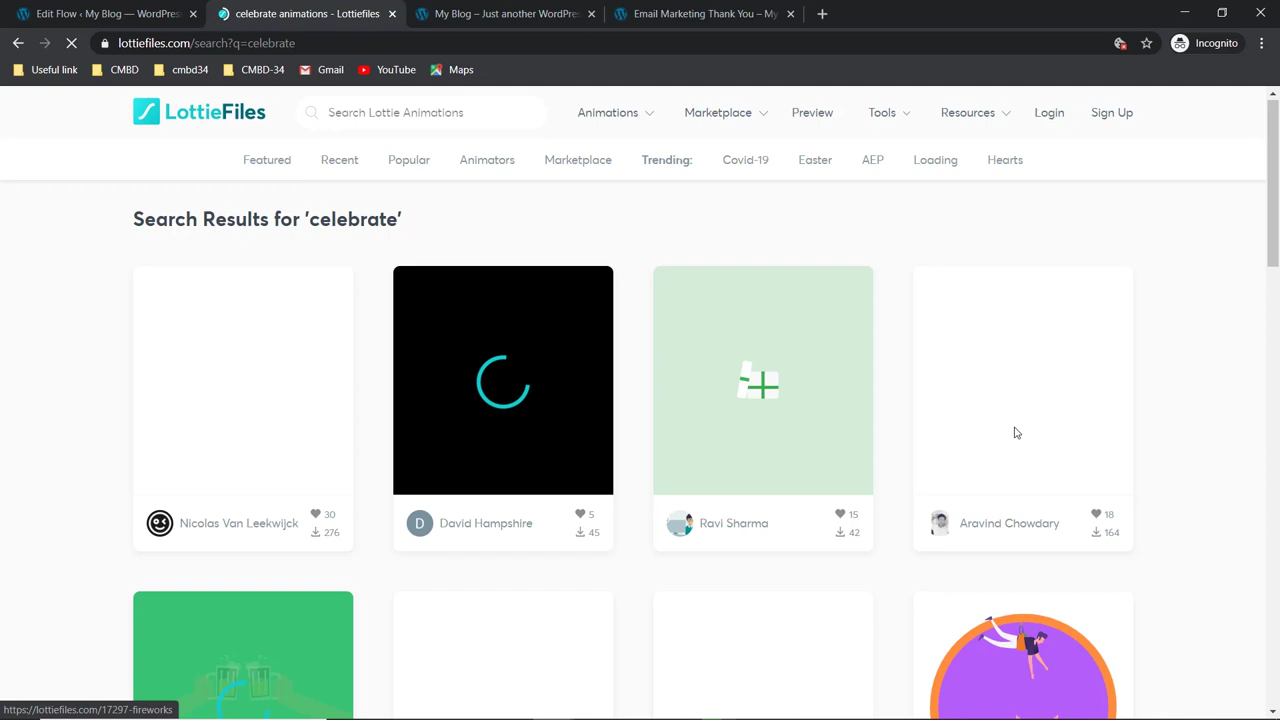 Edit Flow ‹ My Blog — WordPres
celebrate animations - Lottiefiles
My Blog – Just another WordPres
Email Marketing Thank You – My
lottiefiles.com/search?q=celebrate
Incognito
Useful link
CMBD
cmbd34
CMBD-34
Gmail
YouTube
Maps
LottieFiles
Search Lottie Animations
Animations
Marketplace
Preview
Tools
Resources
Login
Sign Up
Featured
Recent
Popular
Animators
Marketplace
Trending:
Covid-19
Easter
AEP
Loading
Hearts
Search Results for 'celebrate'
Nicolas Van Leekwijck
30
276
D
David Hampshire
5
45
Ravi Sharma
15
42
Aravind Chowdary
18
164
https://lottiefiles.com/17297-fireworks